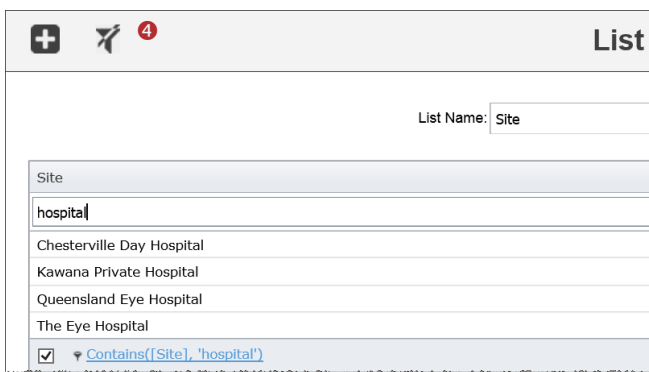 4
List
List Name: Site
Site
hospital
Chesterville Day Hospital
Kawana Private Hospital
Queensland Eye Hospital
The Eye Hospital
Contains([Site], 'hospital')